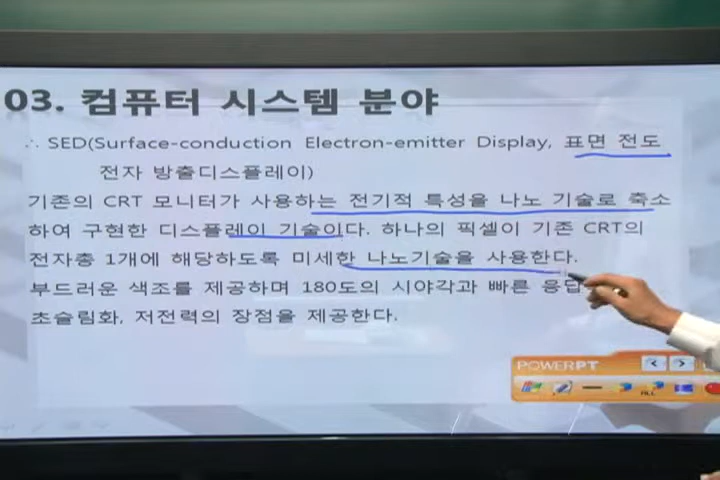 03. 컴퓨터 시스템 분야
∴ SED(Surface-conduction Electron-emitter Display, 표면 전도
전자 방출디스플레이)
기존의 CRT 모니터가 사용하는 전기적 특성을 나노 기술로 축소
하여 구현한 디스플레이 기술이다. 하나의 픽셀이 기존 CRT의
전자총 1개에 해당하도록 미세한 나노기술을 사용한다.
부드러운 색조를 제공하며 180도의 시야각과 빠른 응답
초슬림화, 저전력의 장점을 제공한다.
POWERPT
ALL